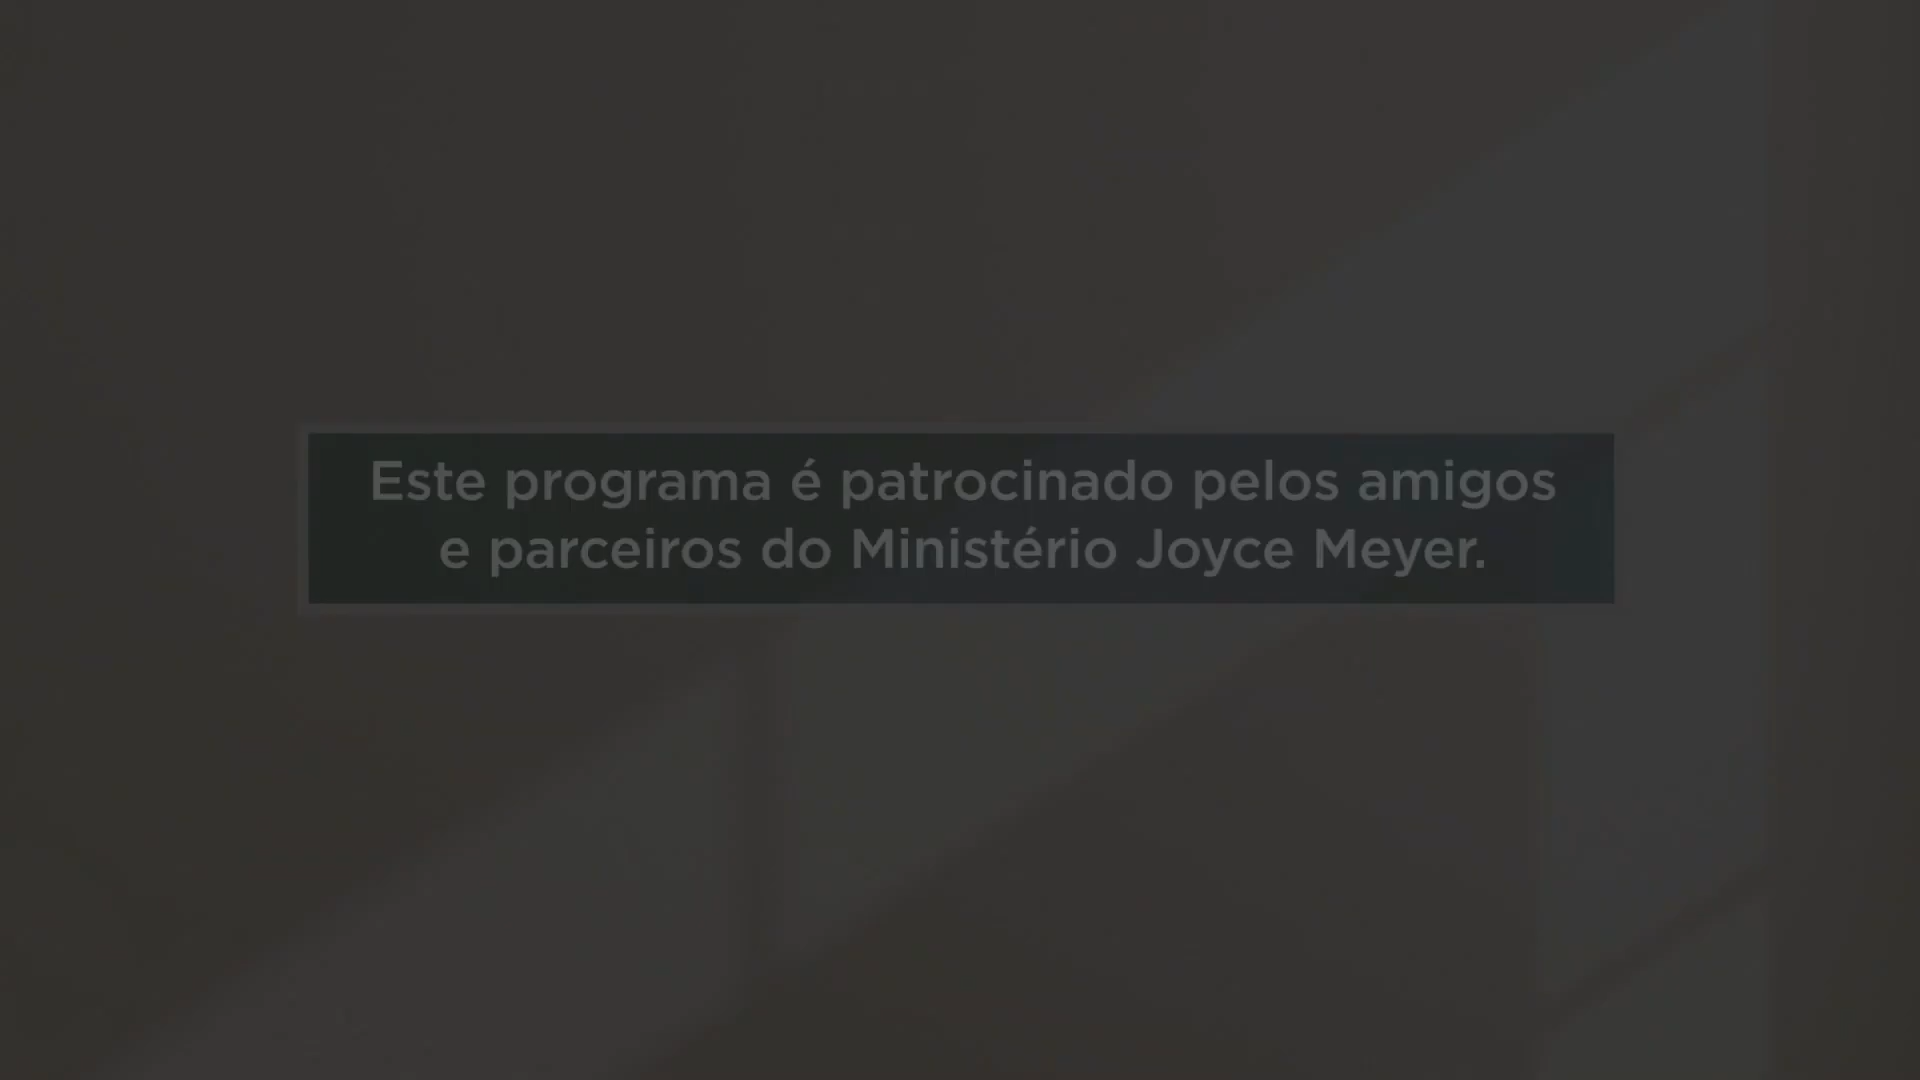 Este programa é patrocinado pelos amigos
e parceiros do Ministério Joyce Meyer.